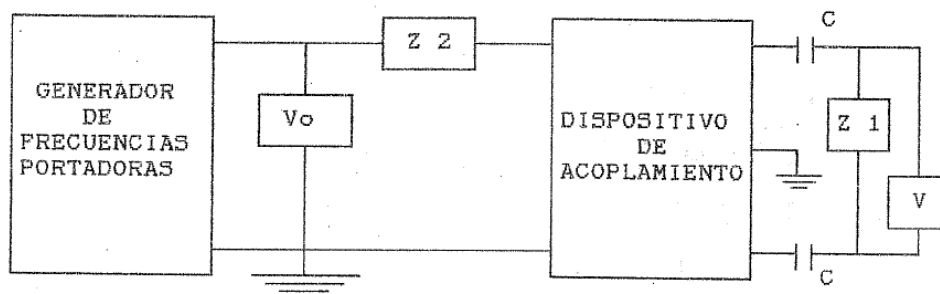 GENERADOR
DE
FRECUENCIAS
PORTADORAS
Vo
Z 2
DISPOSITIVO
DE
ACOPLAMIENTO
C
Z 1
V
C